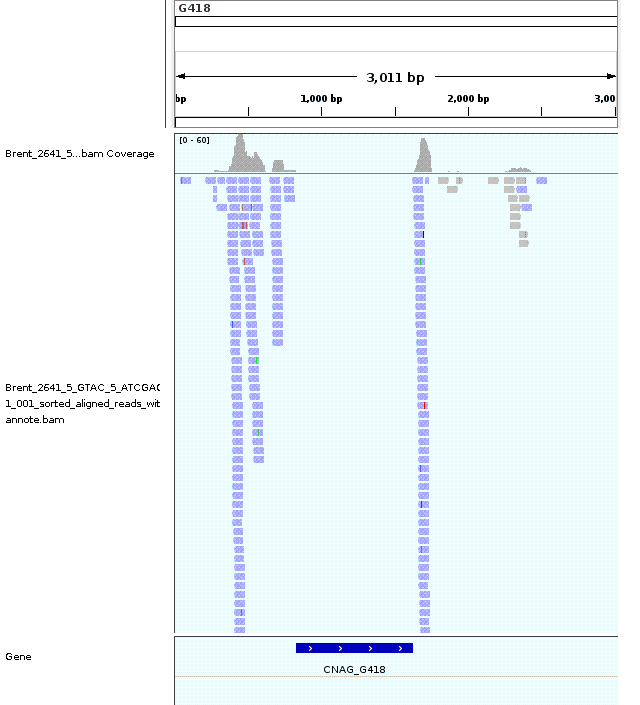 G418
3,011 bp
bp 1,000 bp 2,000 bp 3,00
[0 - 60]
Brent_2641_5...bam Coverage
Brent_2641_5_GTAC_5_ATCGAC
1_001_sorted_aligned_reads_wit
annote.bam
Gene
CNAG_G418